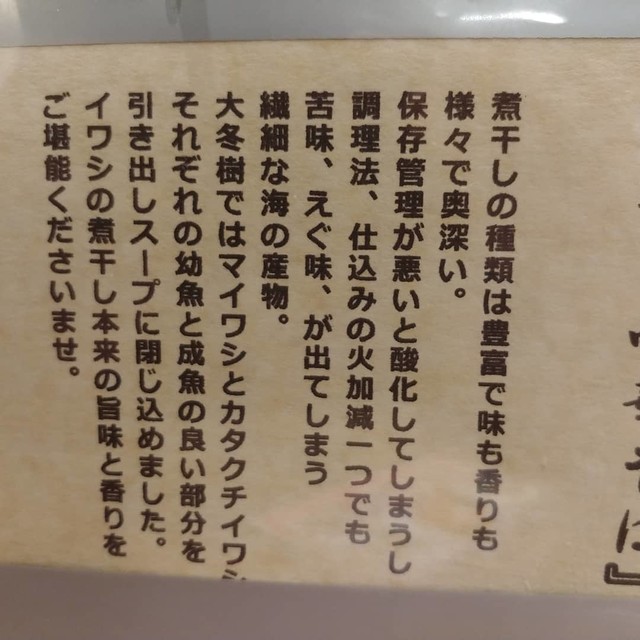 そば』
煮干しの種類は豊富で味も香りも
様々で奥深い。
保存管理が悪いと酸化してしまうし
調理法、仕込みの火加減一つでも
苦味、えぐ味、が出てしまう
繊細な海の産物。
大冬樹ではマイワシとカタクチイワシ
それぞれの幼魚と成魚の良い部分を
引き出しスープに閉じ込めました。
イワシの煮干し本来の旨味と香りを
ご堪能くださいませ。